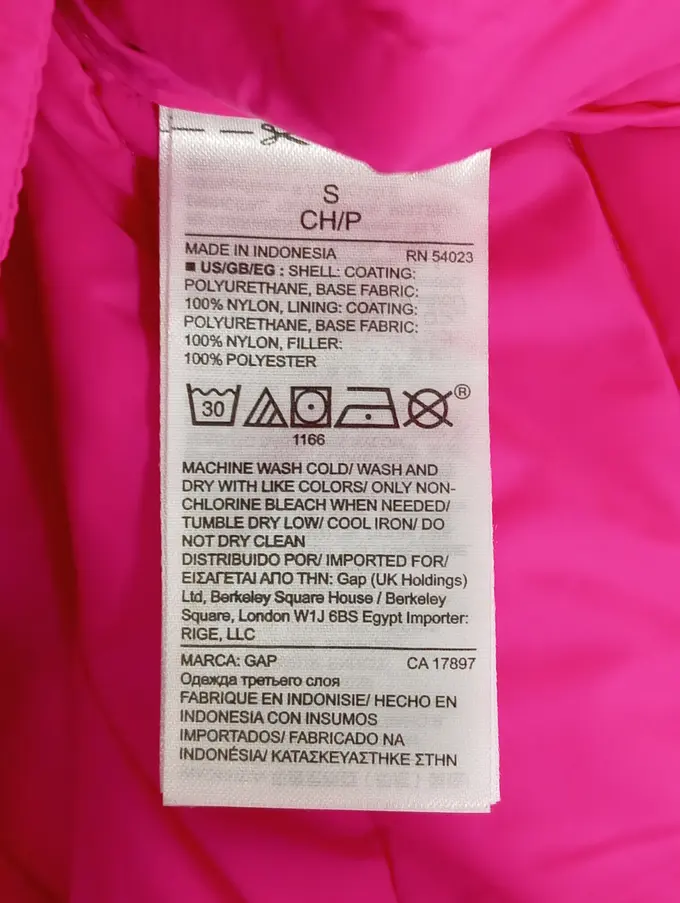 S
CH/P
MADE IN INDONESIA RN 54023
■ US/GB/EG : SHELL: COATING:
POLYURETHANE, BASE FABRIC:
100% NYLON, LINING: COATING:
POLYURETHANE, BASE FABRIC:
100% NYLON, FILLER:
100% POLYESTER
30 ®
1166
MACHINE WASH COLD/ WASH AND
DRY WITH LIKE COLORS/ ONLY NON-
CHLORINE BLEACH WHEN NEEDED/
TUMBLE DRY LOW/ COOL IRON/ DO
NOT DRY CLEAN
DISTRIBUIDO POR/ IMPORTED FOR/
ΕΙΣΑΓΕΤΑΙ ΑΠΟ ΤΗΝ: Gap (UK Holdings)
Ltd, Berkeley Square House / Berkeley
Square, London W1J 6BS Egypt Importer:
RIGE, LLC
MARCA: GAP CA 17897
Одежда третьего слоя
FABRIQUE EN INDONISIE/ HECHO EN
INDONESIA CON INSUMOS
IMPORTADOS/ FABRICADO NA
INDONÉSIA/ ΚΑΤΑΣΚΕΥΑΣΤΗΚΕ ΣΤΗΝ